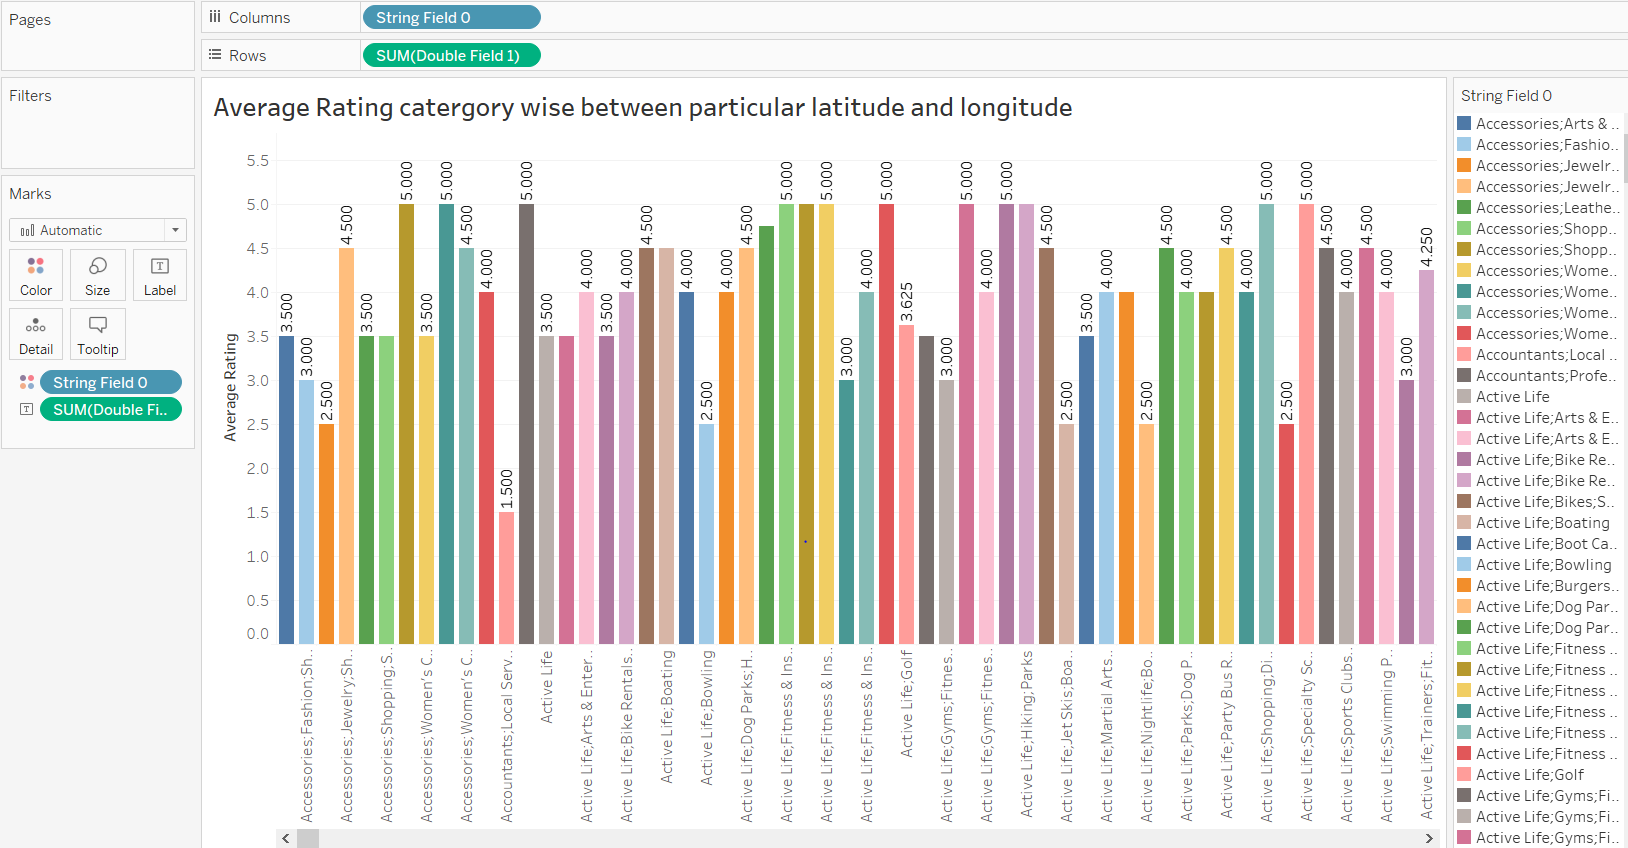 Pages
Columns
String Field 0
Rows
SUM(Double Field 1)
Filters
Marks
Automatic
Color
Size
Label
Detail
Tooltip
String Field 0
SUM(Double Fi..
Average Rating catergory wise between particular latitude and longitude
Average Rating
5.5
5.0
4.5
4.0
3.5
3.0
2.5
2.0
1.5
1.0
0.5
0.0
3.500
3.000
2.500
4.500
3.500
5.000
3.500
5.000
4.500
4.000
1.500
5.000
3.500
4.000
3.500
4.000
4.500
4.000
2.500
4.000
4.500
5.000
5.000
3.000
4.000
5.000
3.625
3.000
5.000
4.000
5.000
4.500
2.500
3.500
4.000
2.500
4.500
4.000
4.500
4.000
5.000
2.500
5.000
4.500
4.000
4.500
4.000
3.000
4.250
Accessories;Fashion;Sh..
Accessories;Jewelry;Sh..
Accessories;Shopping;S..
Accessories;Women's C..
Accessories;Women's C..
Accountants;Local Serv..
Active Life
Active Life;Arts & Enter..
Active Life;Bike Rentals..
Active Life;Boating
Active Life;Bowling
Active Life;Dog Parks;H..
Active Life;Fitness & Ins..
Active Life;Fitness & Ins..
Active Life;Fitness & Ins..
Active Life;Golf
Active Life;Gyms;Fitnes..
Active Life;Gyms;Fitnes..
Active Life;Hiking;Parks
Active Life;Jet Skis;Boa..
Active Life;Martial Arts..
Active Life;Nightlife;Bo..
Active Life;Parks;Dog P..
Active Life;Party Bus R..
Active Life;Shopping;Di..
Active Life;Specialty Sc..
Active Life;Sports Clubs..
Active Life;Swimming P..
Active Life;Trainers;Fit..
String Field 0
Accessories;Arts & ..
Accessories;Fashio..
Accessories;Jewelr..
Accessories;Jewelr..
Accessories;Leathe..
Accessories;Shopp..
Accessories;Shopp..
Accessories;Wome..
Accessories;Wome..
Accessories;Wome..
Accessories;Wome..
Accountants;Local ..
Accountants;Profe..
Active Life
Active Life;Arts & E..
Active Life;Arts & E..
Active Life;Bike Re..
Active Life;Bike Re..
Active Life;Bikes;S..
Active Life;Boating
Active Life;Boot Ca..
Active Life;Bowling
Active Life;Burgers..
Active Life;Dog Par..
Active Life;Dog Par..
Active Life;Fitness ..
Active Life;Fitness ..
Active Life;Fitness ..
Active Life;Fitness ..
Active Life;Fitness ..
Active Life;Fitness ..
Active Life;Golf
Active Life;Gyms;Fi..
Active Life;Gyms;Fi..
Active Life;Gyms;Fi..